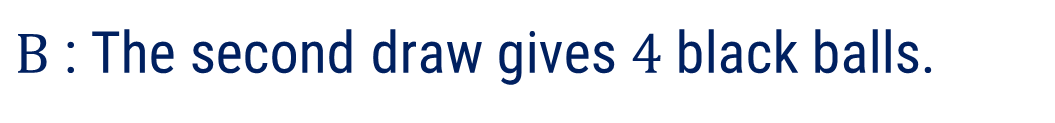 B : The second draw gives 4 black balls.